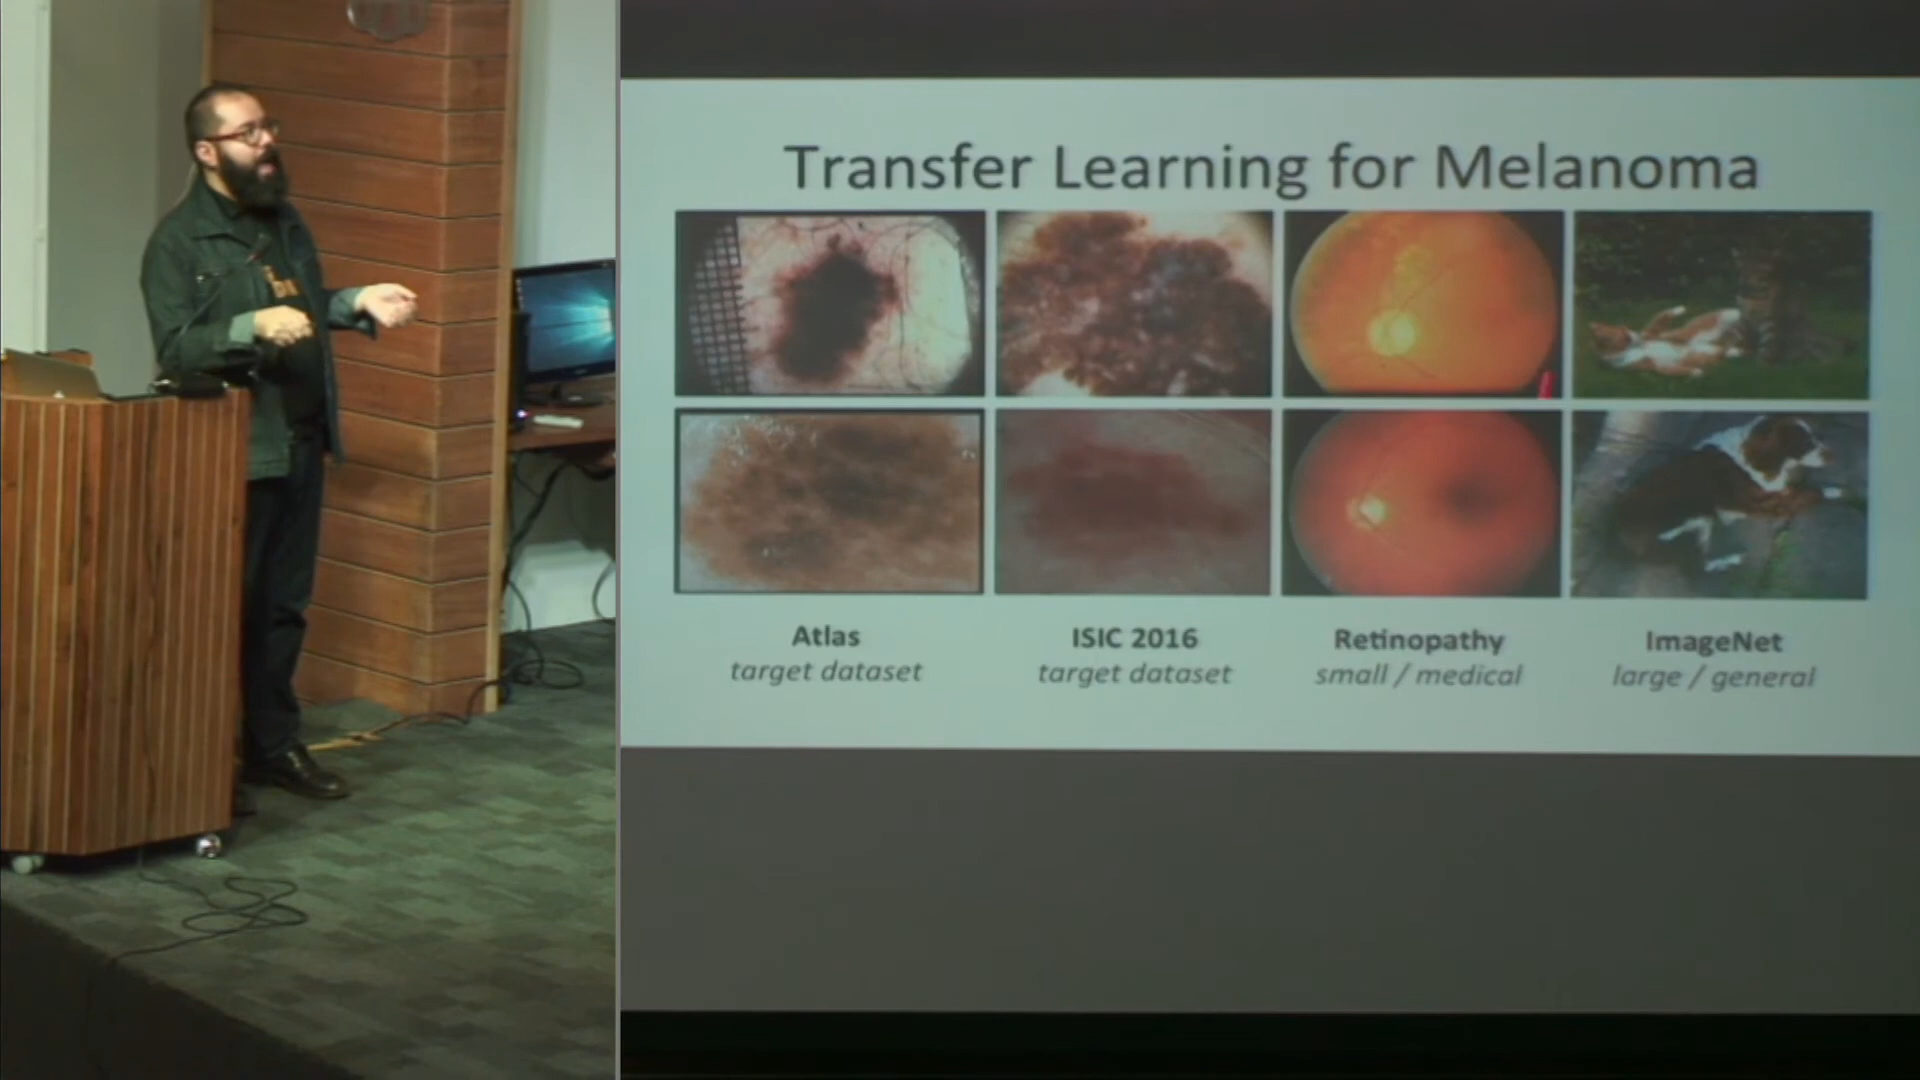 Transfer Learning for Melanoma
Atlas
target dataset
ISIC 2016
target dataset
Retinopathy
small / medical
ImageNet
large / general